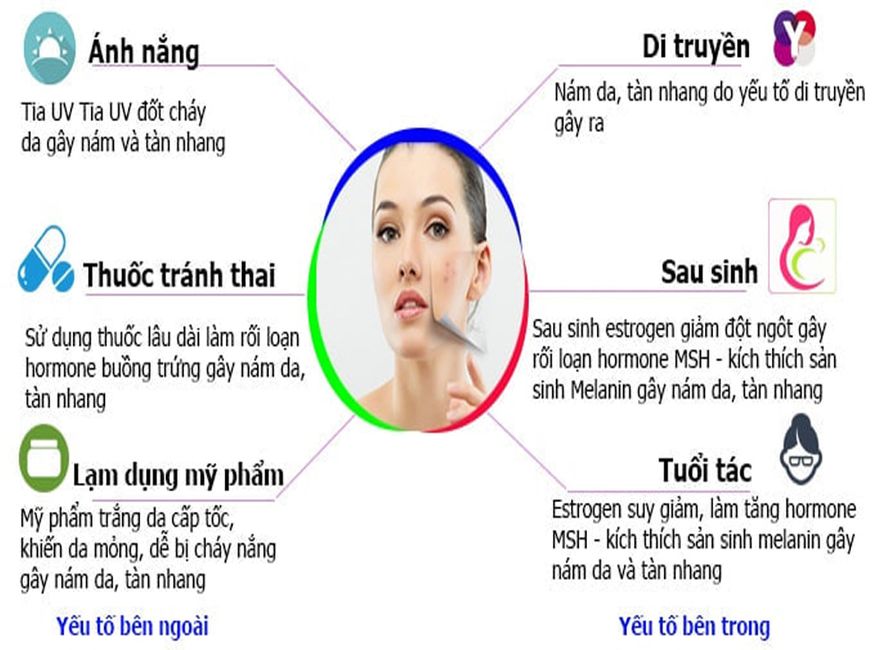 Ánh nắng
Tia UV Tia UV đốt cháy
da gây nám và tàn nhang
Thuốc tránh thai
Sử dụng thuốc lâu dài làm rối loạn
hormone buồng trứng gây nám da,
tàn nhang
Lạm dụng mỹ phẩm
Mỹ phẩm trắng da cấp tốc,
khiến da mỏng, dễ bị cháy nắng
gây nám da, tàn nhang
Yếu tố bên ngoài
Di truyền
Y
Nám da, tàn nhang do yếu tố di truyền
gây ra
Sau sinh
Sau sinh estrogen giảm đột ngôt gây
rối loạn hormone MSH - kích thích sản
sinh Melanin gây nám da, tàn nhang
Tuổi tác
Estrogen suy giảm, làm tăng hormone
MSH - kích thích sản sinh melanin gây
nám da và tàn nhang
Yếu tố bên trong